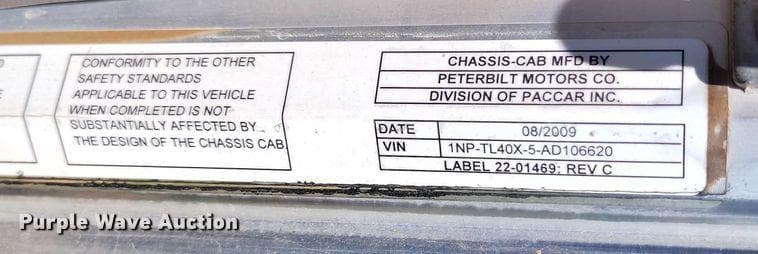 CONFORMITY TO THE OTHER
SAFETY STANDARDS
APPLICABLE TO THIS VEHICLE
WHEN COMPLETED IS NOT
SUBSTANTIALLY AFFECTED BY
THE DESIGN OF THE CHASSIS CAB
CHASSIS-CAB MFD BY
PETERBILT MOTORS CO.
DIVISION OF PACCAR INC.
DATE 08/2009
VIN 1NP-TL40X-5-AD106620
LABEL 22-01469: REV C
Purple Wave Auction